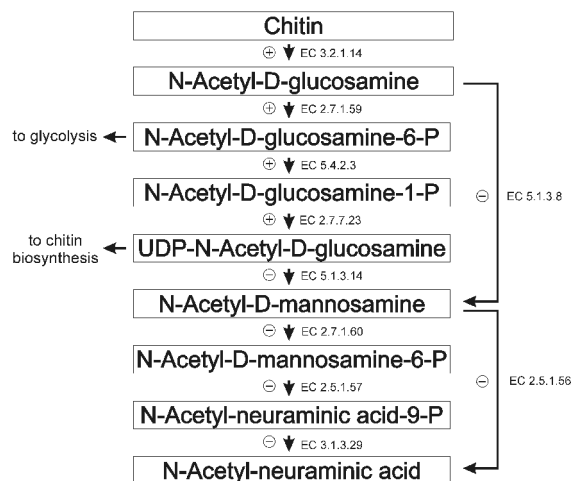 Chitin
⊕ EC 3.2.1.14
N-Acetyl-D-glucosamine
⊕ EC 2.7.1.59
to glycolysis
N-Acetyl-D-glucosamine-6-P
⊕ EC 5.4.2.3
N-Acetyl-D-glucosamine-1-P
⊖ EC 5.1.3.8
⊕ EC 2.7.7.23
to chitin
biosynthesis
UDP-N-Acetyl-D-glucosamine
⊖ EC 5.1.3.14
N-Acetyl-D-mannosamine
⊖ EC 2.7.1.60
N-Acetyl-D-mannosamine-6-P
⊖ EC 2.5.1.56
⊖ EC 2.5.1.57
N-Acetyl-neuraminic acid-9-P
⊖ EC 3.1.3.29
N-Acetyl-neuraminic acid